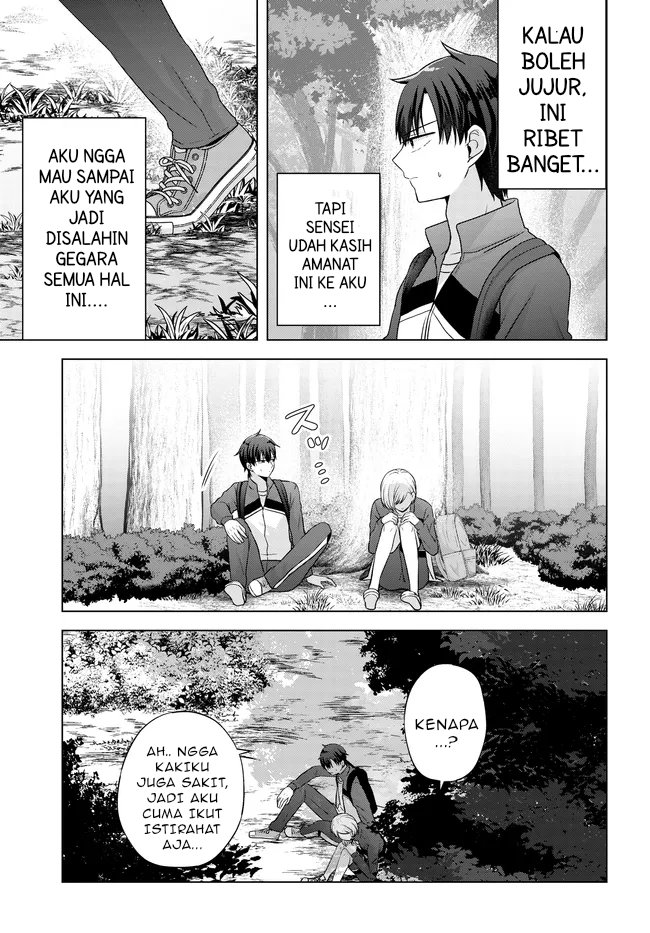 KALAU
BOLEH
JUJUR,
INI
RIBET
BANGET...
TAPI
SENSEI
UDAH KASIH
AMANAT
INI KE AKU
...
AKU NGGA
MAU SAMPAI
AKU YANG
JADI
DISALAHIN
GEGARA
SEMUA HAL
INI....
スッ
KENAPA
...?
AH.. NGGA
KAKIKU
JUGA SAKIT,
JADI AKU
CUMA IKUT
ISTIRAHAT
AJA...